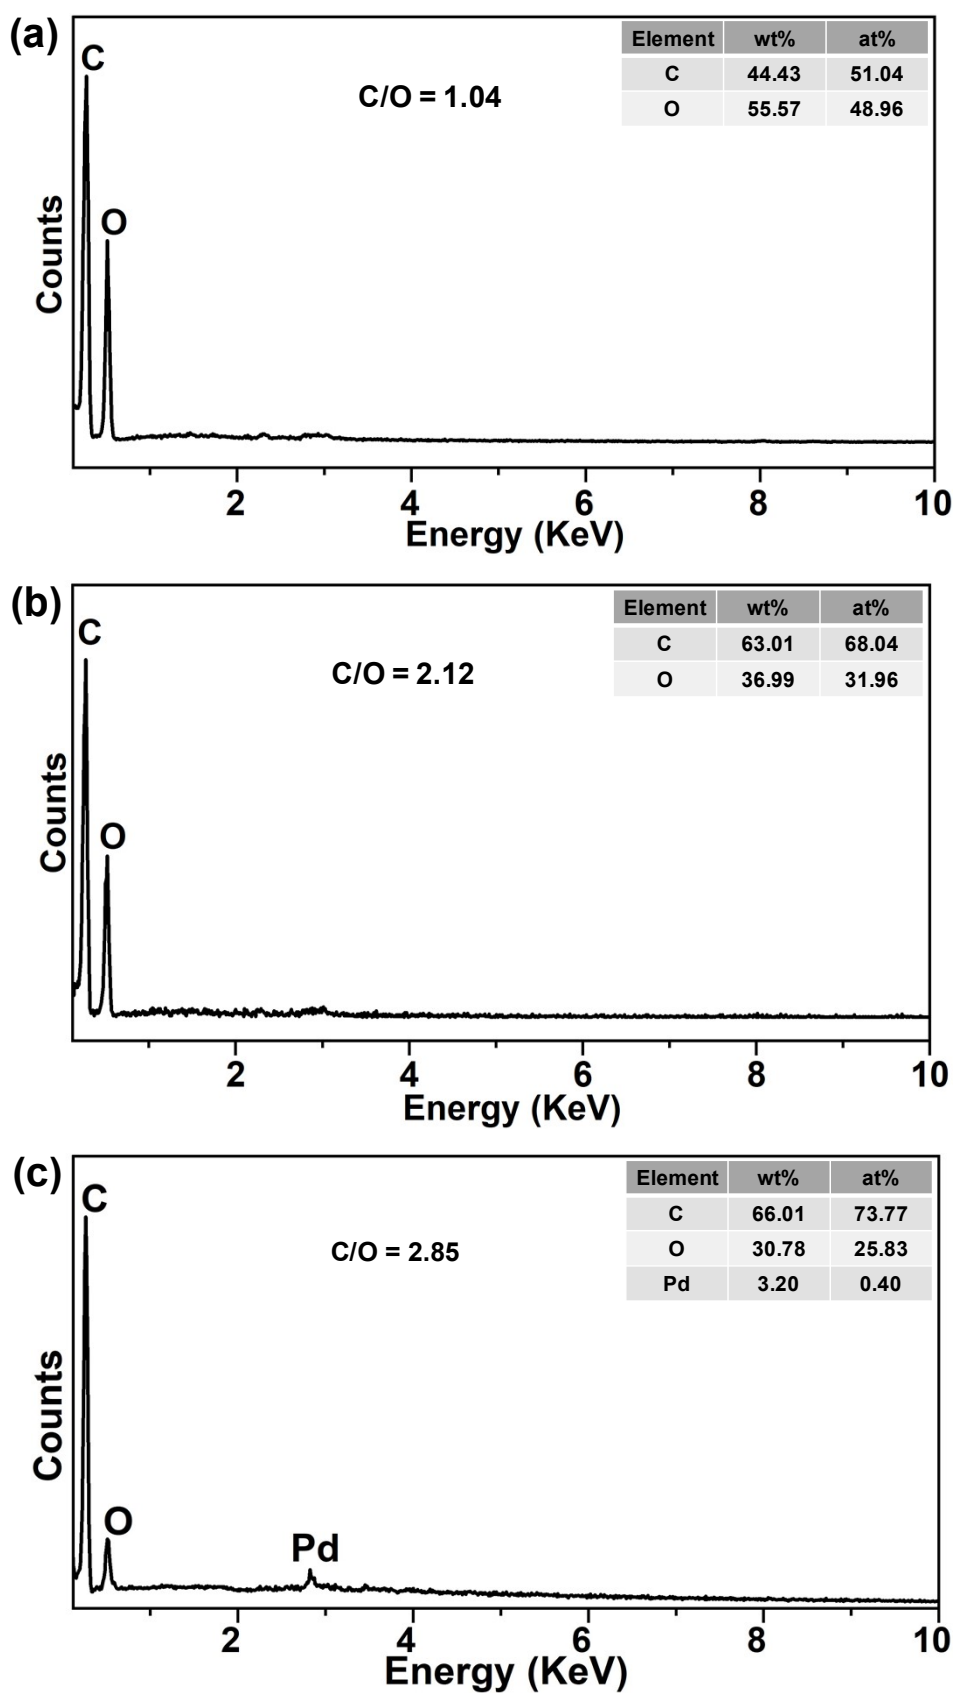 (a)
C
O
C/O = 1.04
Element wt% at%
C 44.43 51.04
O 55.57 48.96
Counts
2 4 6 8 10
Energy (KeV)
(b)
C
O
C/O = 2.12
Element wt% at%
C 63.01 68.04
O 36.99 31.96
Counts
2 4 6 8 10
Energy (KeV)
(c)
C
O
Pd
C/O = 2.85
Element wt% at%
C 66.01 73.77
O 30.78 25.83
Pd 3.20 0.40
Counts
2 4 6 8 10
Energy (KeV)